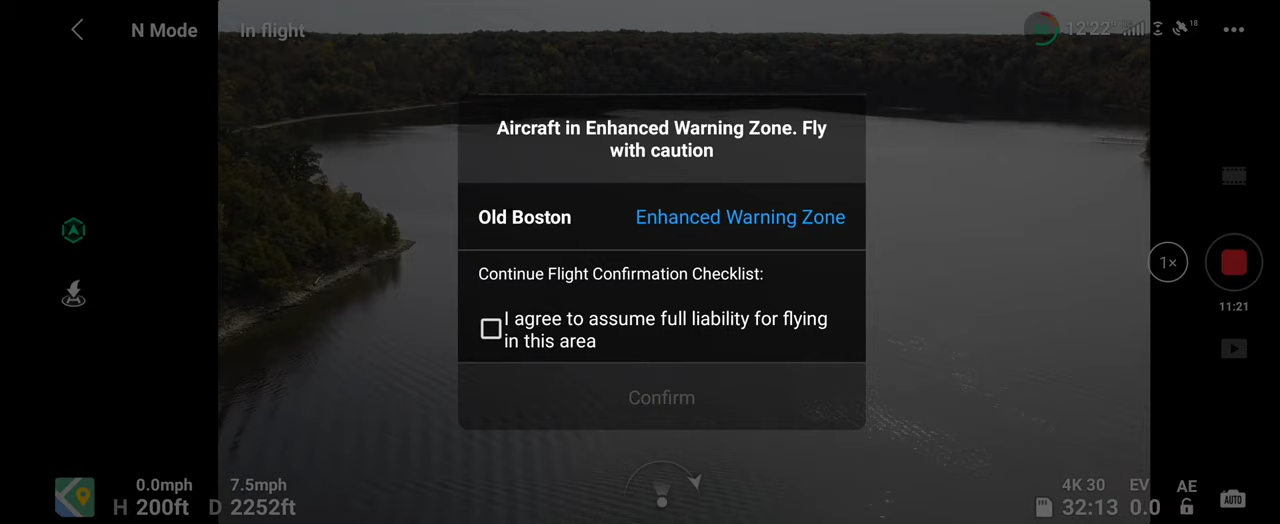 N Mode In flight 12'22" 18
Aircraft in Enhanced Warning Zone. Fly
with caution
Old Boston Enhanced Warning Zone
Continue Flight Confirmation Checklist:
I agree to assume full liability for flying
in this area
Confirm
1×
11:21
0.0mph 7.5mph
H 200ft D 2252ft
4K 30 EV AE
32:13 0.0 AUTO